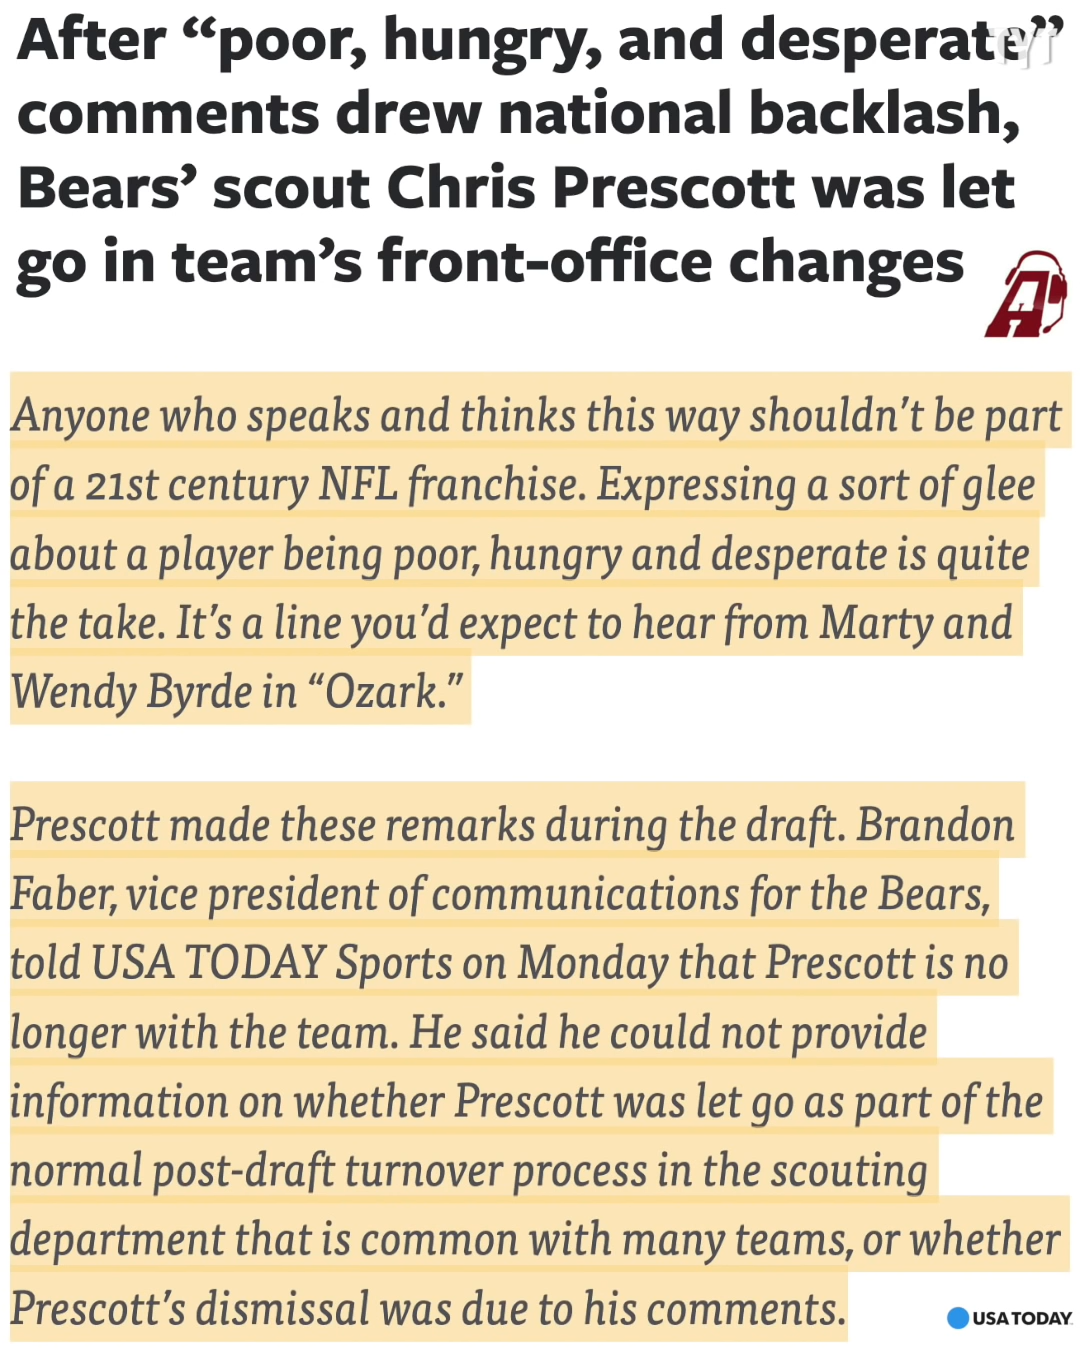 After “poor, hungry, and desperate”
comments drew national backlash,
Bears’ scout Chris Prescott was let
go in team’s front-office changes
Anyone who speaks and thinks this way shouldn’t be part
of a 21st century NFL franchise. Expressing a sort of glee
about a player being poor, hungry and desperate is quite
the take. It’s a line you’d expect to hear from Marty and
Wendy Byrde in “Ozark.”
Prescott made these remarks during the draft. Brandon
Faber, vice president of communications for the Bears,
told USA TODAY Sports on Monday that Prescott is no
longer with the team. He said he could not provide
information on whether Prescott was let go as part of the
normal post-draft turnover process in the scouting
department that is common with many teams, or whether
Prescott’s dismissal was due to his comments.
USA TODAY